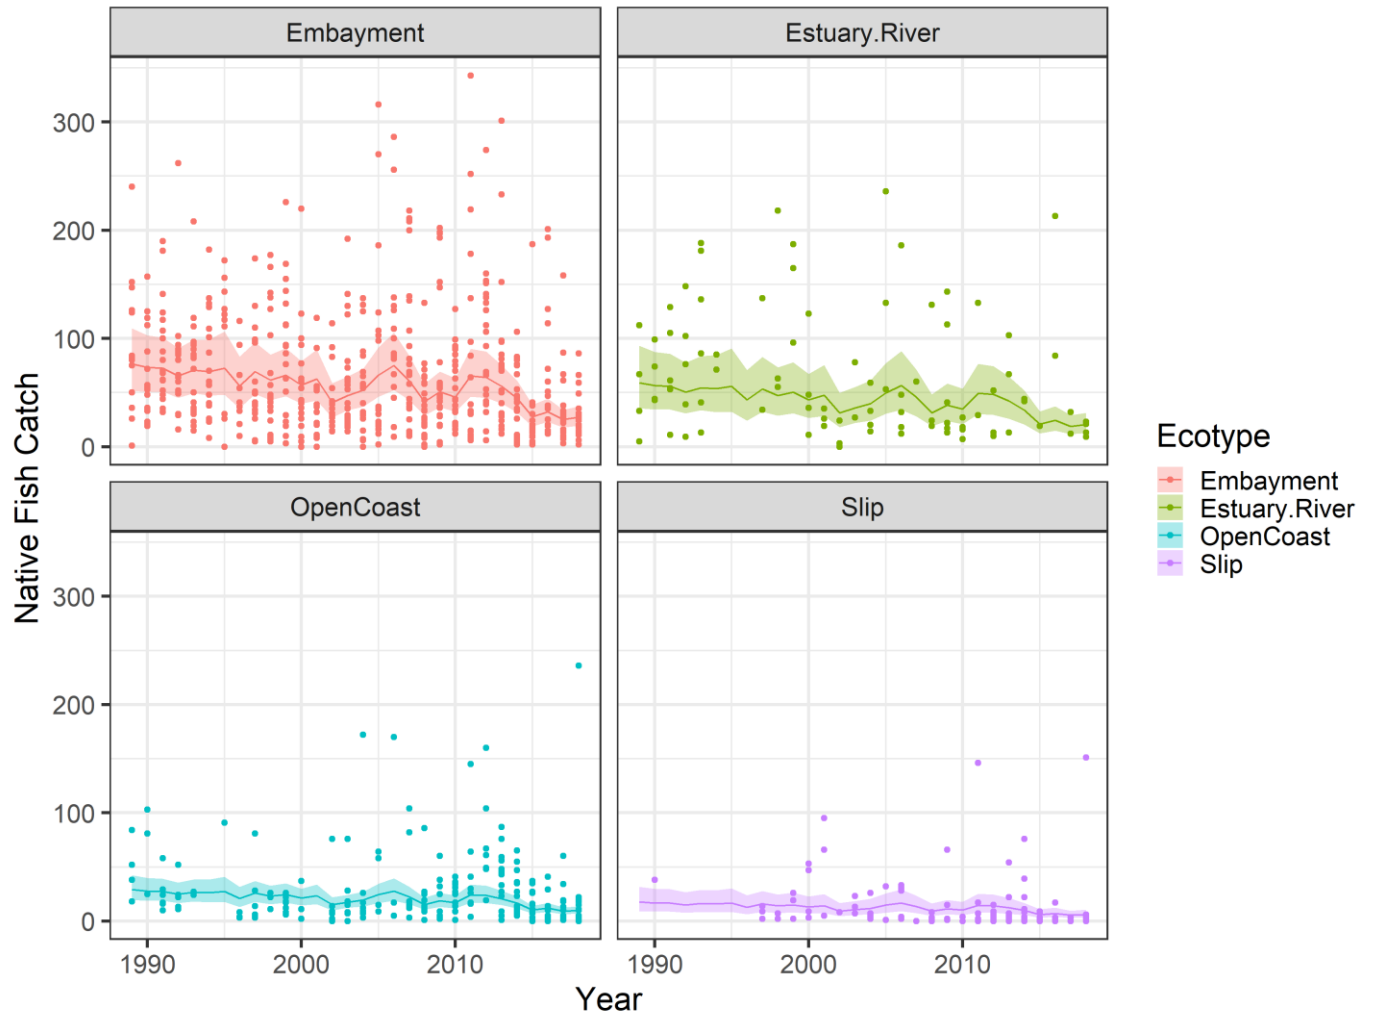 Embayment
Estuary.River
300
200
100
0
Native Fish Catch
OpenCoast
Slip
300
200
100
0
1990
2000
2010
1990
2000
2010
Year
Ecotype
Embayment
Estuary.River
OpenCoast
Slip